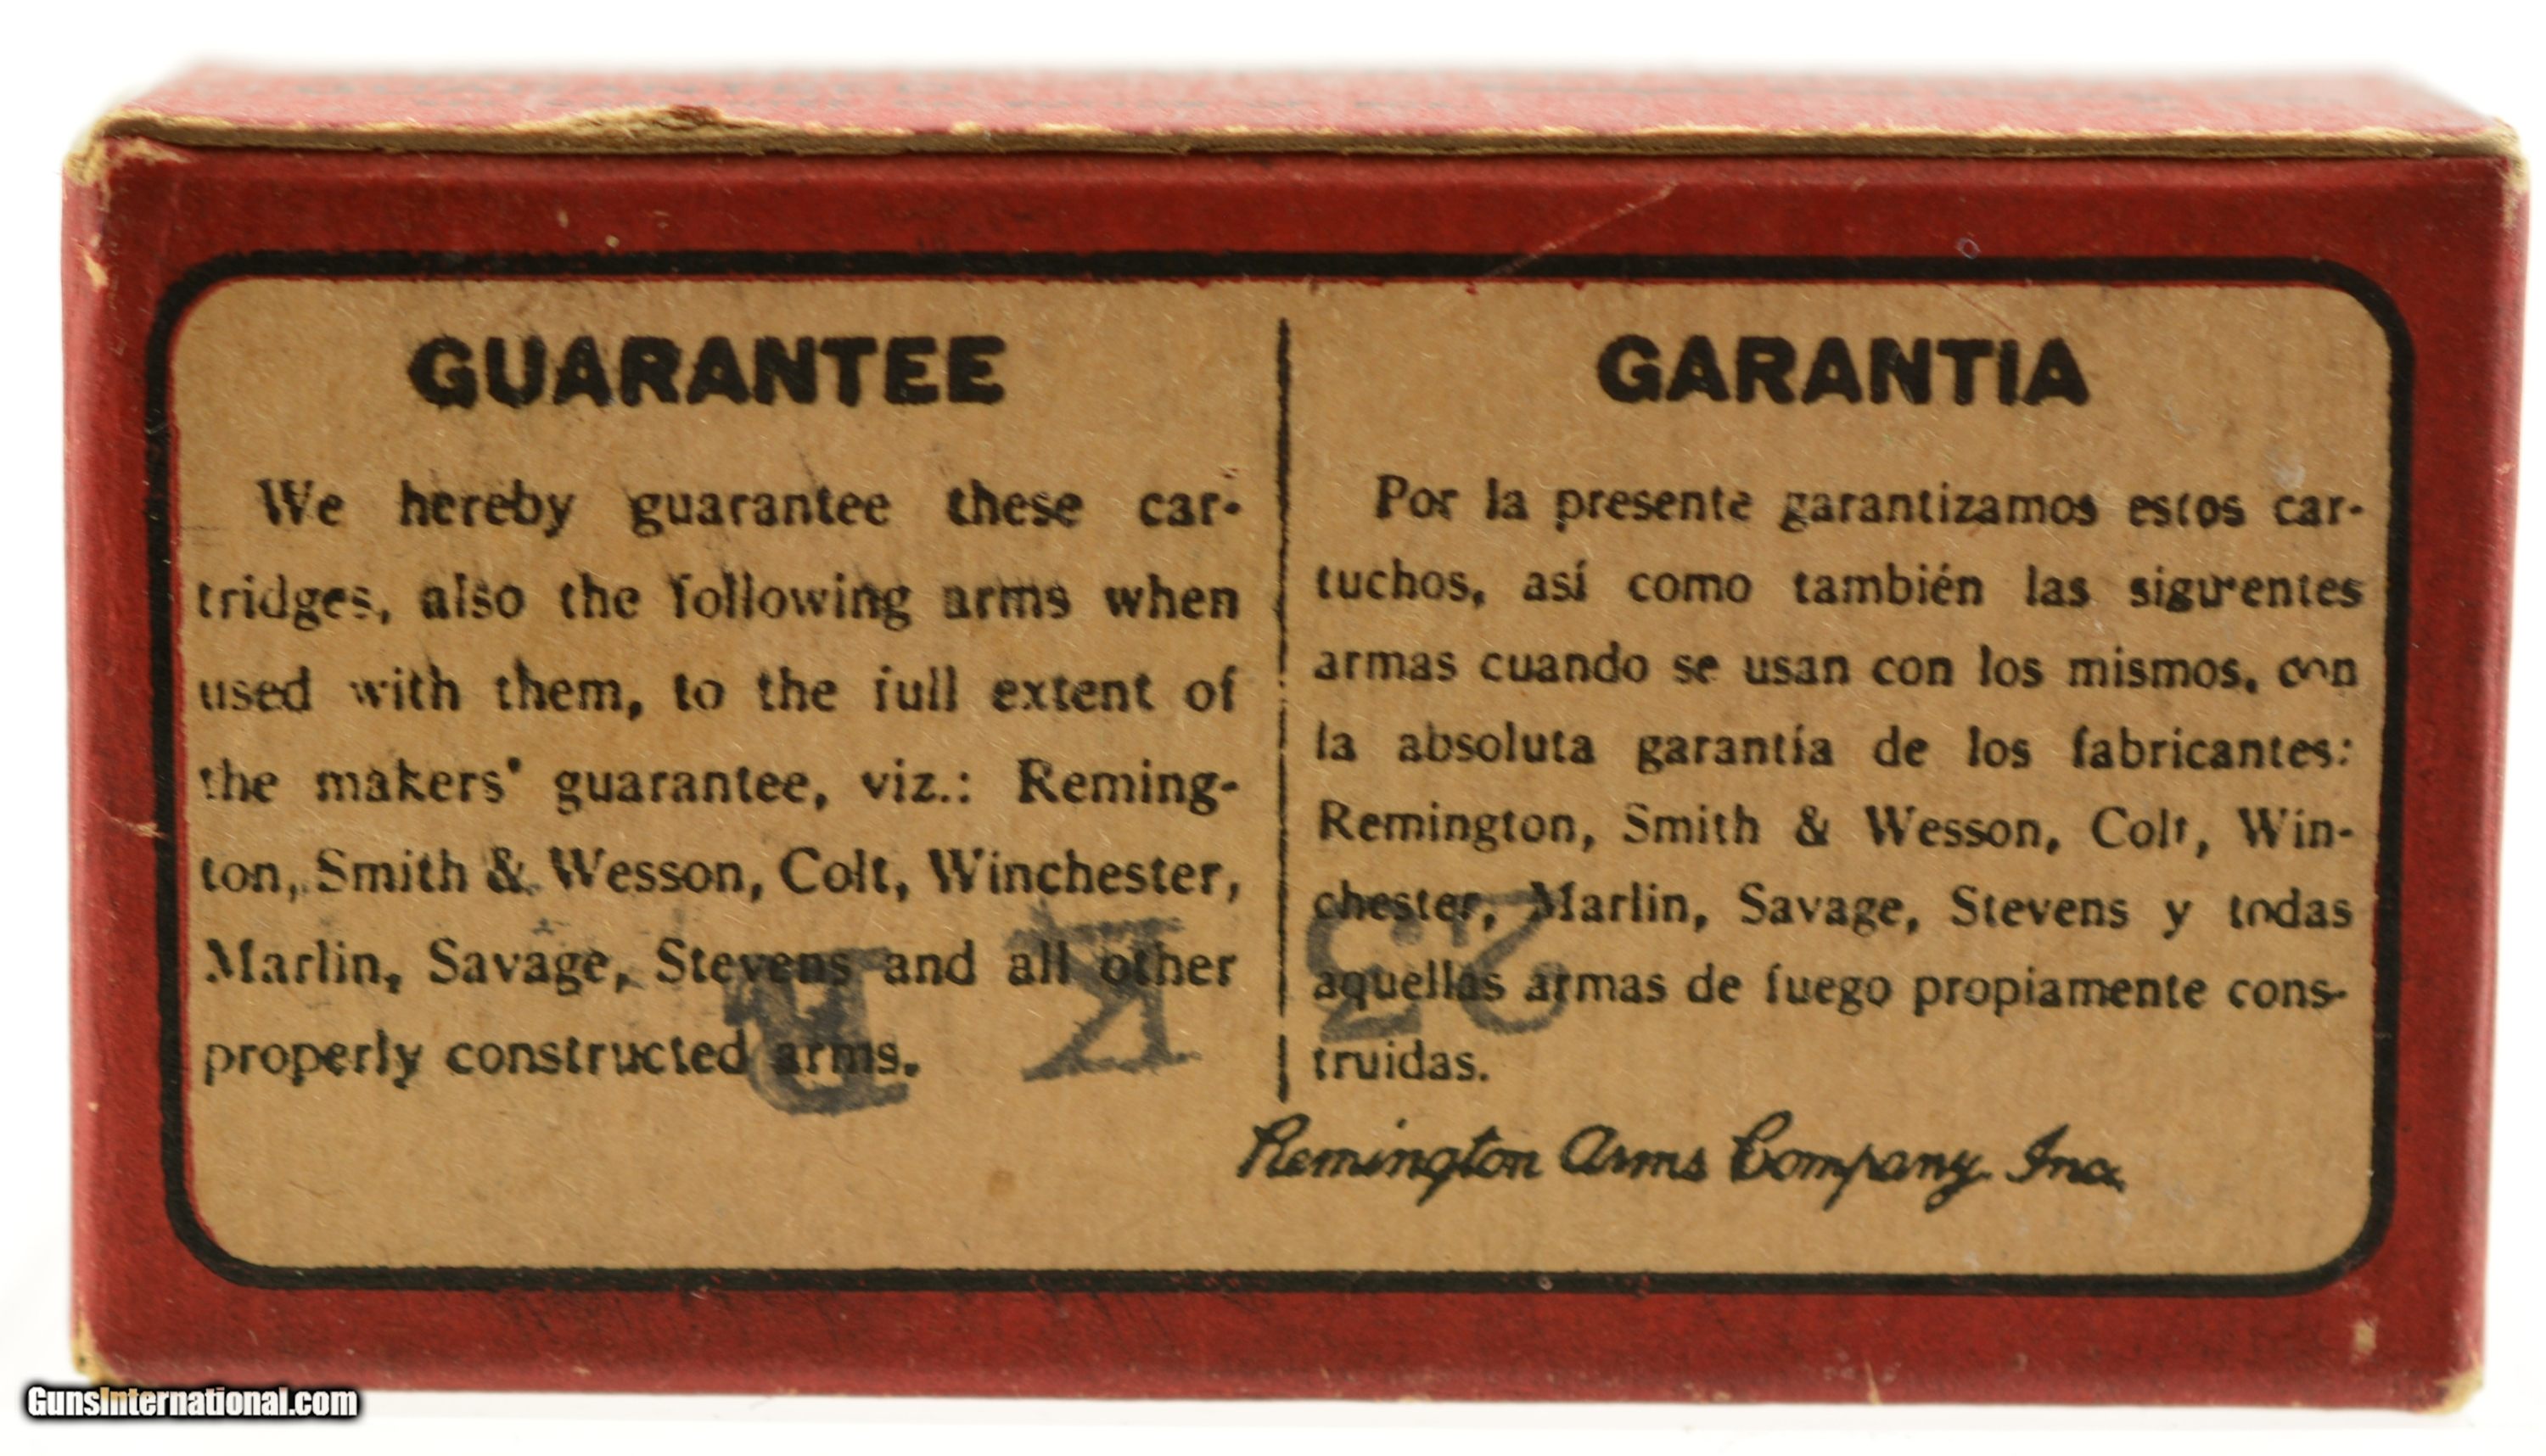 GUARANTEE
We hereby guarantee these car-
tridges, also the following arms when
used with them, to the full extent of
the makers' guarantee, viz.: Reming-
ton, Smith & Wesson, Colt, Winchester,
Marlin, Savage, Stevens and all other
properly constructed arms.
GARANTIA
Por la presente garantizamos estos car-
tuchos, así como también las siguientes
armas cuando se usan con los mismos, con
la absoluta garantía de los fabricantes:
Remington, Smith & Wesson, Colt, Win-
chester, Marlin, Savage, Stevens y todas
aquellas armas de fuego propiamente cons-
truidas.
Remington Arms Company, Inc.
GunsInternational.com